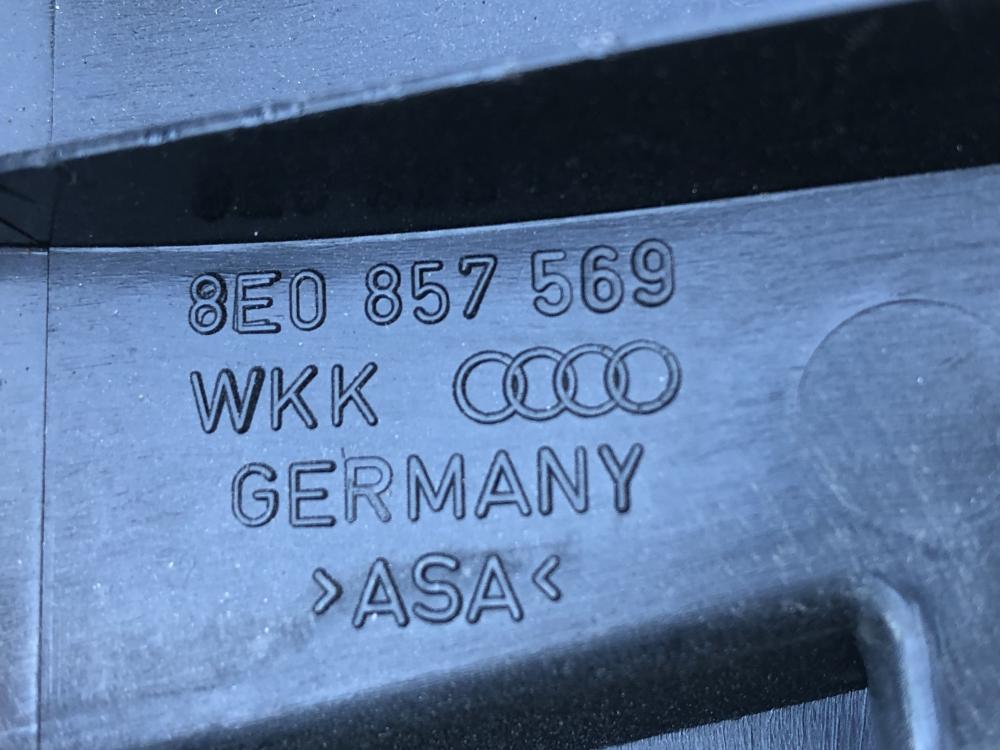 8E0 857 569
WKK
GERMANY
>ASA<